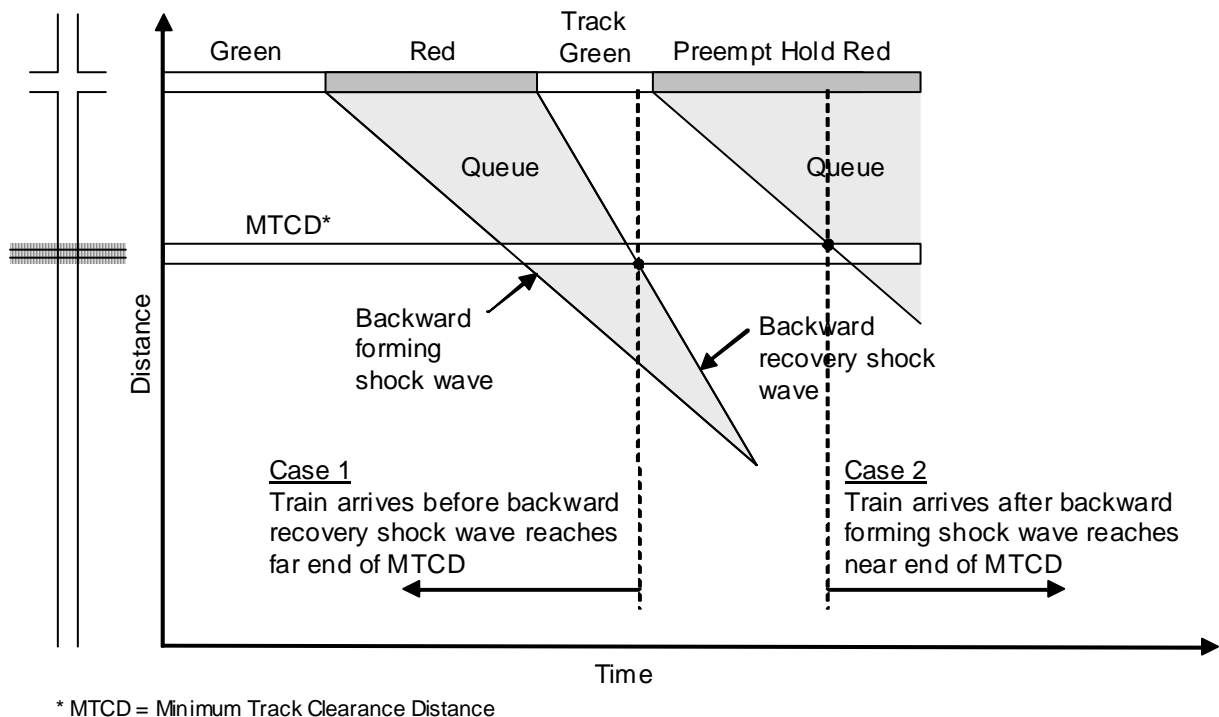 Green
Red
Track
Green
Preempt Hold Red
Queue
Queue
MTCD*
Backward
forming
shock wave
Backward
recovery shock
wave
Distance
Case 1
Train arrives before backward
recovery shock wave reaches
far end of MTCD
Case 2
Train arrives after backward
forming shock wave reaches
near end of MTCD
Time
* MTCD = Minimum Track Clearance Distance